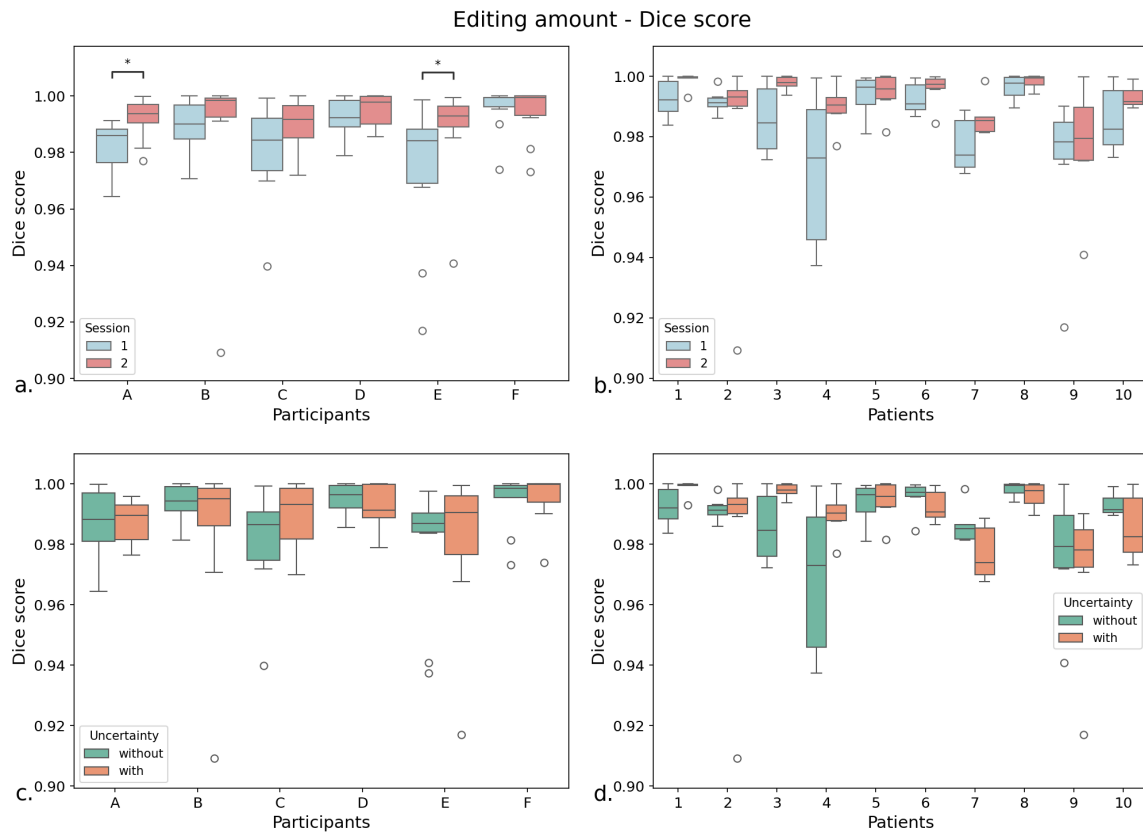 Editing amount - Dice score
*
*
1.00
0.98
0.96
0.94
0.92
0.90
Dice score
Session
1
2
a.
A B C D E F
Participants
1.00
0.98
0.96
0.94
0.92
0.90
Dice score
Session
1
2
b.
1 2 3 4 5 6 7 8 9 10
Patients
1.00
0.98
0.96
0.94
0.92
0.90
Dice score
Uncertainty
without
with
c.
A B C D E F
Participants
1.00
0.98
0.96
0.94
0.92
0.90
Dice score
Uncertainty
without
with
d.
1 2 3 4 5 6 7 8 9 10
Patients